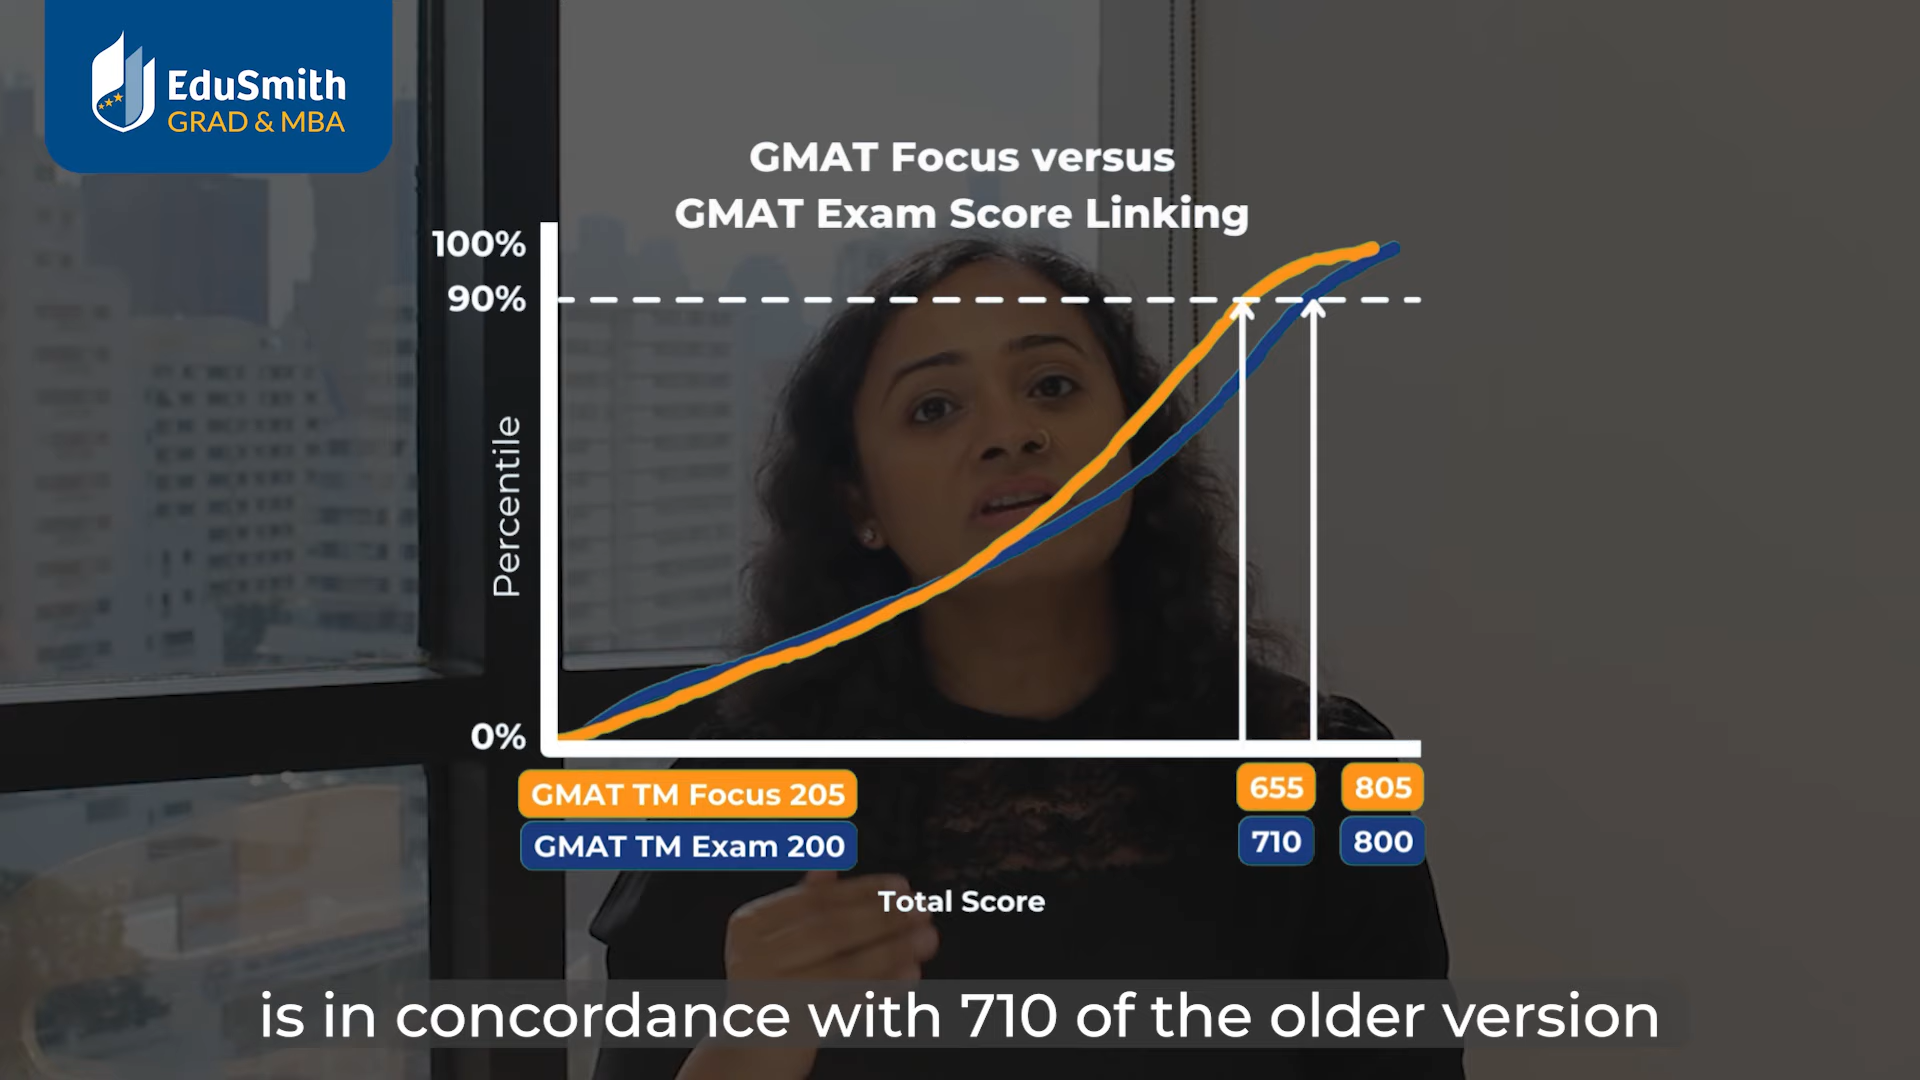 EduSmith
GRAD & MBA
GMAT Focus versus
GMAT Exam Score Linking
100%
90%
Percentile
0%
GMAT TM Focus 205
655
805
GMAT TM Exam 200
710
800
Total Score
is in concordance with 710 of the older version